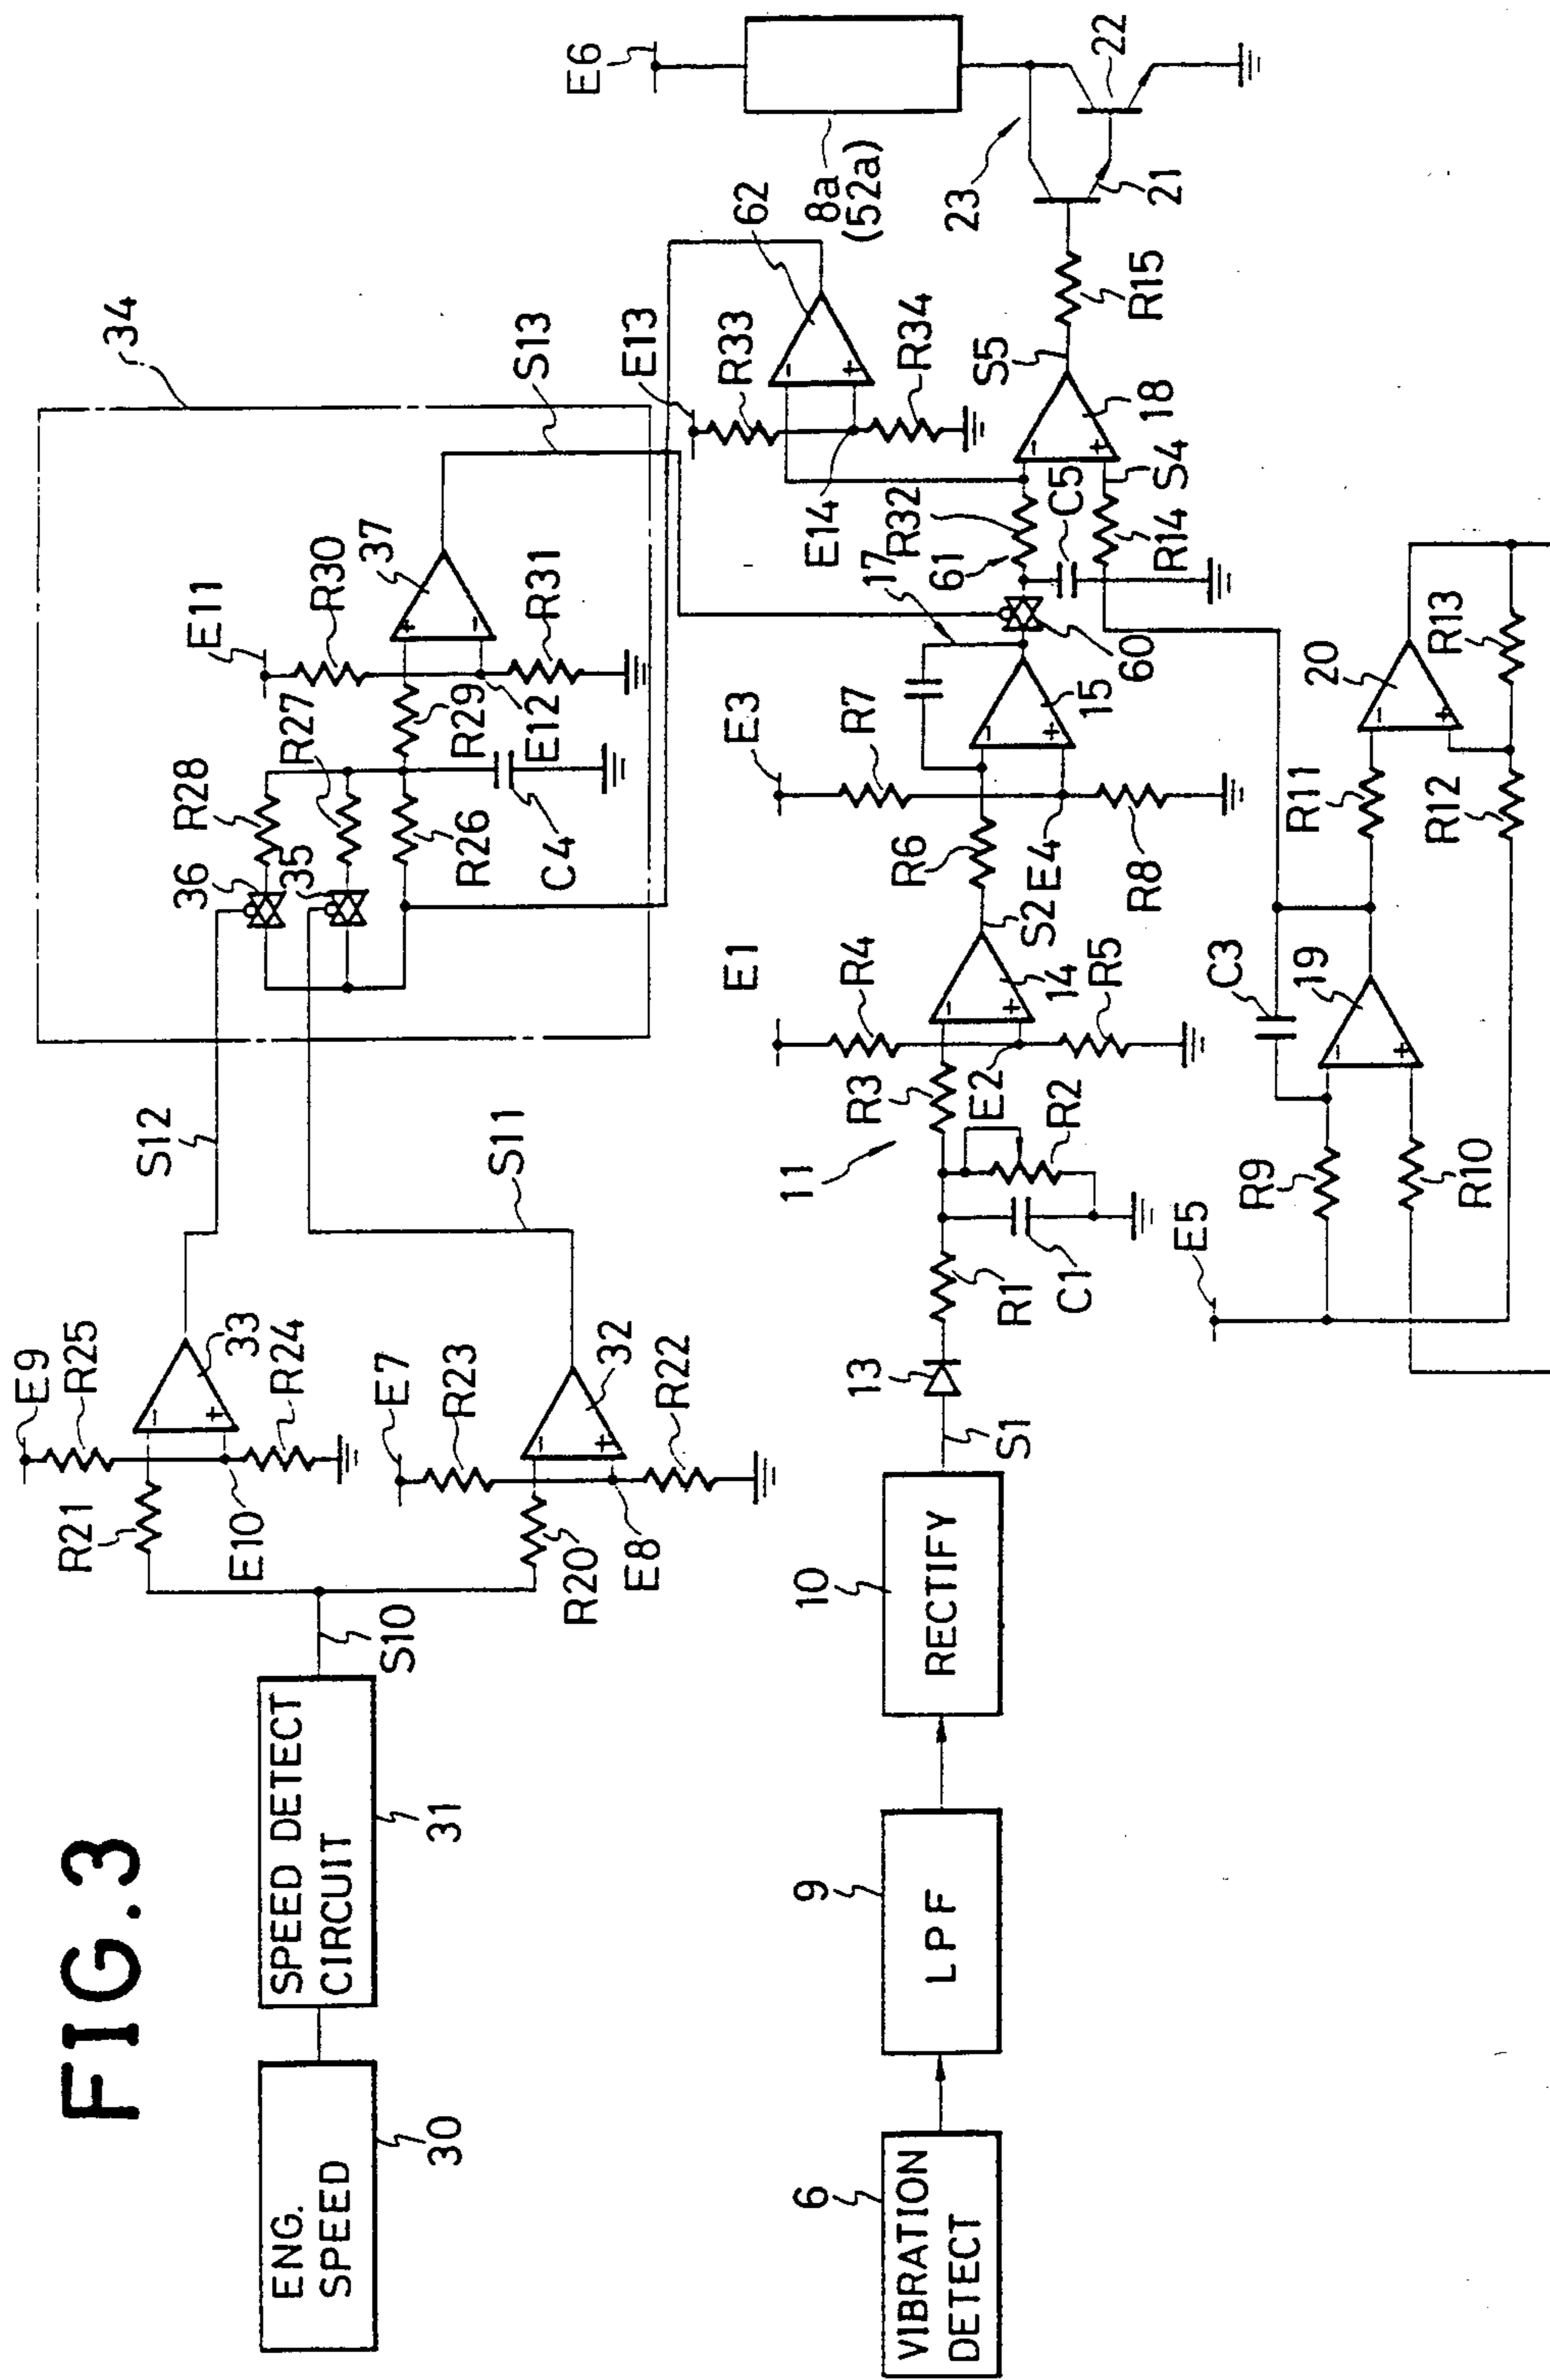 FIG.3
ENG.
SPEED
30
SPEED DETECT
CIRCUIT
31
S10
R21
R20
E9
R25
33
R24
E10
E7
R23
32
R22
E8
S12
S11
34
36
35
R28
R27
R26
R29
C4
E11
R30
37
R31
E12
S13
VIBRATION
DETECT
6
LPF
9
RECTIFY
10
S1
13
R1
C1
R2
11
R3
E1
R4
14
R5
E2
S2
R6
E3
R7
15
R8
E4
17
60
61
R32
C5
E13
R33
62
R34
E14
18
S5
S4
R14
R15
E6
8a
(52a)
23
21
22
E5
R9
R10
C3
19
R11
R12
20
R13